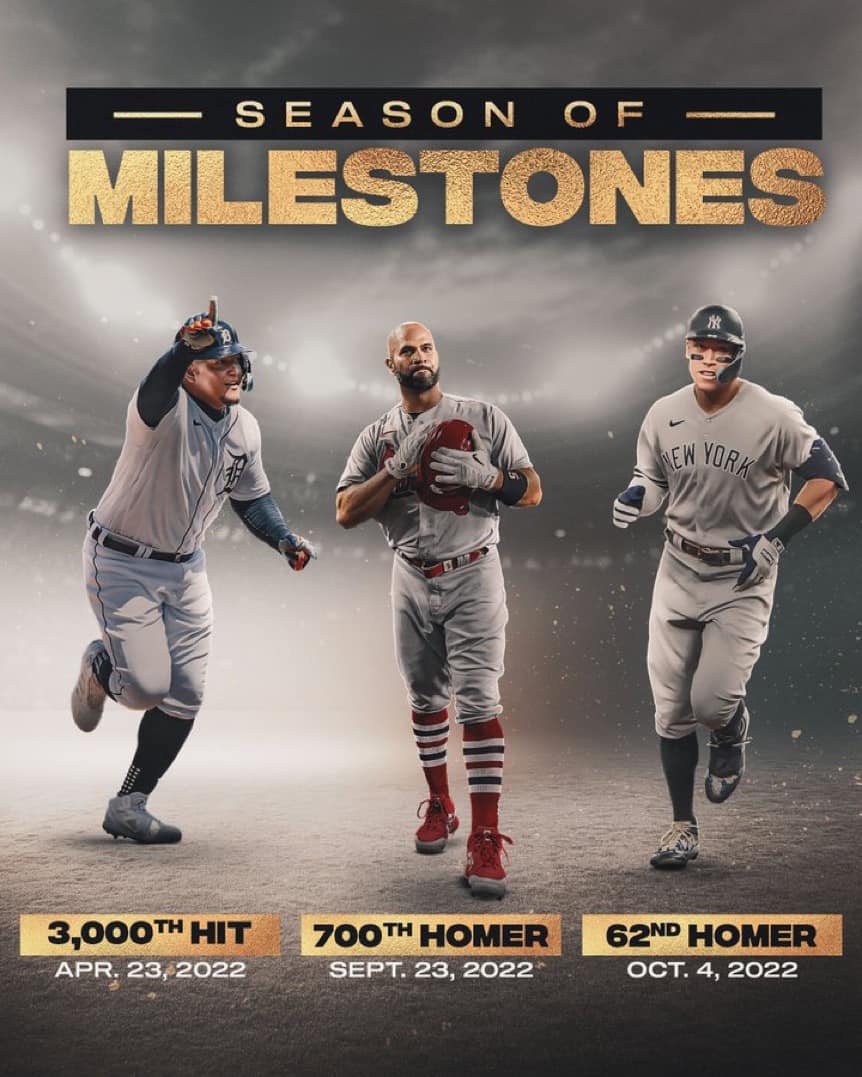 SEASON OF
MILESTONES
NY
D
D
NEW YORK
3,000TH HIT
700TH HOMER
62ND HOMER
APR. 23, 2022
SEPT. 23, 2022
OCT. 4, 2022